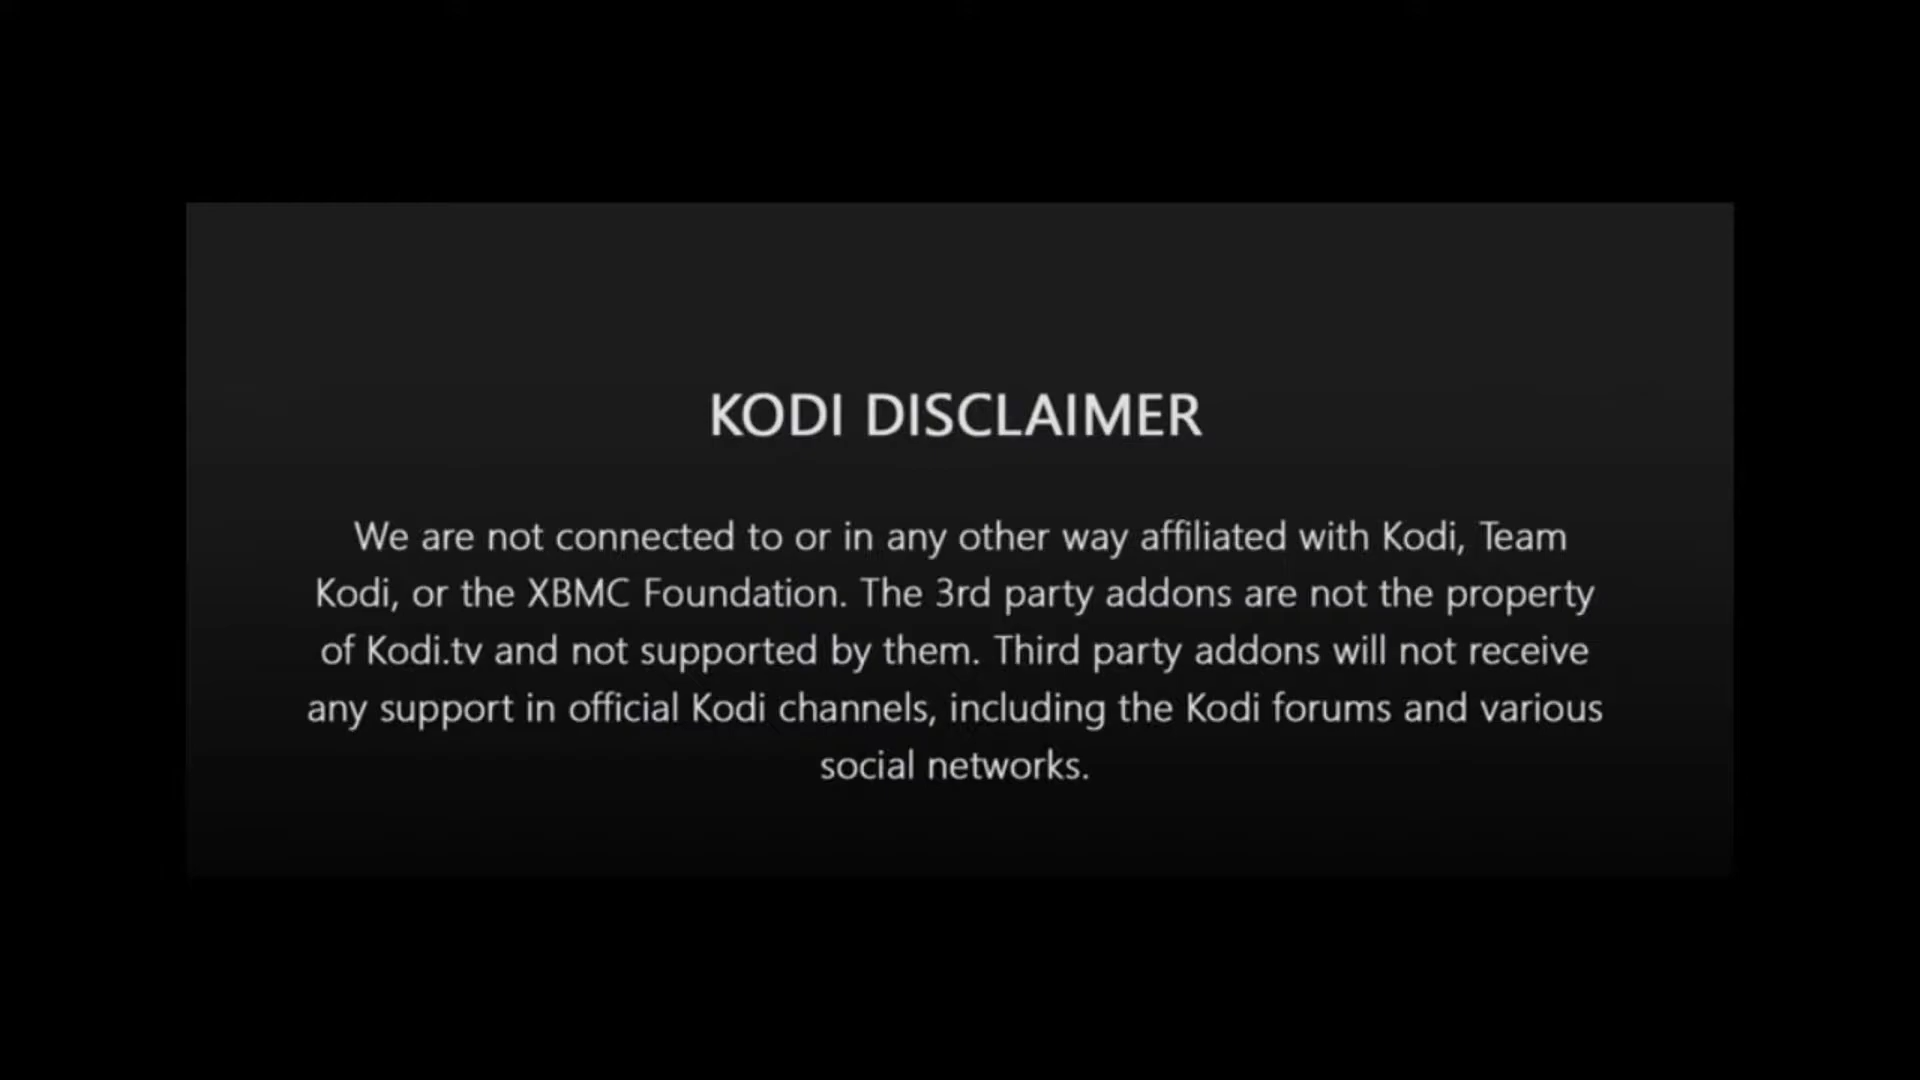 KODI DISCLAIMER
We are not connected to or in any other way affiliated with Kodi, Team
Kodi, or the XBMC Foundation. The 3rd party addons are not the property
of Kodi.tv and not supported by them. Third party addons will not receive
any support in official Kodi channels, including the Kodi forums and various
social networks.